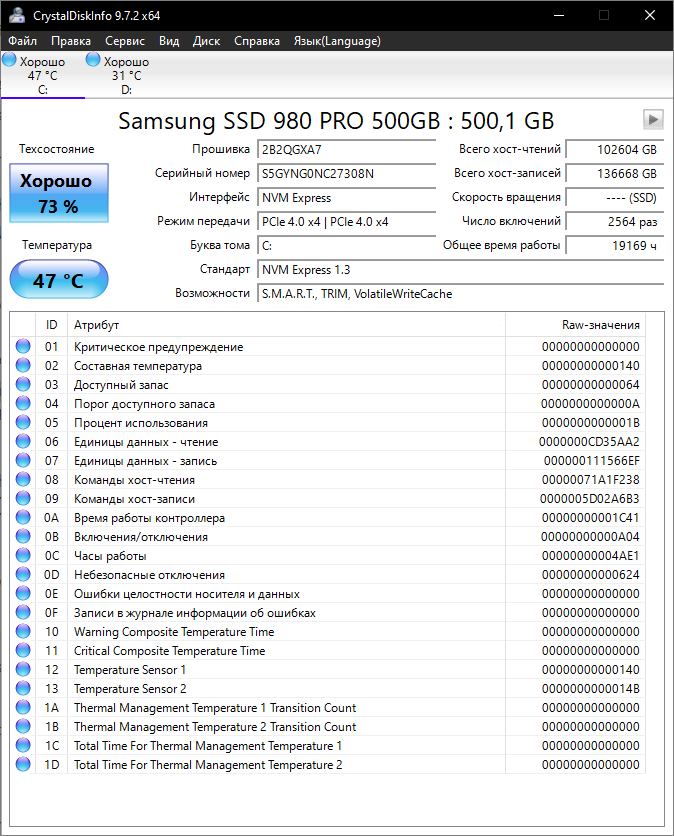 CrystalDiskInfo 9.7.2 x64
Файл Правка Сервис Вид Диск Справка Язык(Language)
Хорошо Хорошо
47 °C 31 °C
C: D:
Samsung SSD 980 PRO 500GB : 500,1 GB
Техсостояние
Хорошо
73 %
Температура
47 °C
Прошивка 2B2QGXA7
Серийный номер S5GYNG0NC27308N
Интерфейс NVM Express
Режим передачи PCIe 4.0 x4 | PCIe 4.0 x4
Буква тома C:
Стандарт NVM Express 1.3
Возможности S.M.A.R.T., TRIM, VolatileWriteCache
Всего хост-чтений 102604 GB
Всего хост-записей 136668 GB
Скорость вращения ---- (SSD)
Число включений 2564 раз
Общее время работы 19169 ч
ID Атрибут Raw-значения
01 Критическое предупреждение 00000000000000
02 Составная температура 00000000000140
03 Доступный запас 00000000000064
04 Порог доступного запаса 0000000000000A
05 Процент использования 0000000000001B
06 Единицы данных - чтение 0000000CD35AA2
07 Единицы данных - запись 000000111566EF
08 Команды хост-чтения 00000071A1F238
09 Команды хост-записи 0000005D02A6B3
0A Время работы контроллера 00000000001C41
0B Включения/отключения 00000000000A04
0C Часы работы 00000000004AE1
0D Небезопасные отключения 00000000000624
0E Ошибки целостности носителя и данных 00000000000000
0F Записи в журнале информации об ошибках 00000000000000
10 Warning Composite Temperature Time 00000000000000
11 Critical Composite Temperature Time 00000000000000
12 Temperature Sensor 1 00000000000140
13 Temperature Sensor 2 0000000000014B
1A Thermal Management Temperature 1 Transition Count 00000000000000
1B Thermal Management Temperature 2 Transition Count 00000000000000
1C Total Time For Thermal Management Temperature 1 00000000000000
1D Total Time For Thermal Management Temperature 2 00000000000000